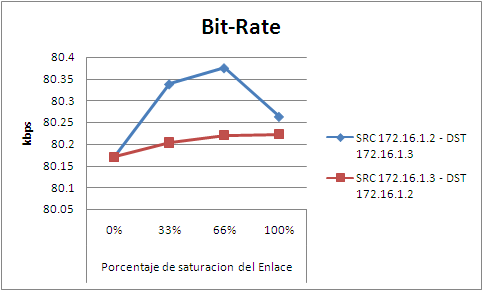 Bit-Rate
80.4
80.35
80.3
80.25
80.2
80.15
80.1
80.05
kbps
0% 33% 66% 100%
Porcentaje de saturacion del Enlace
SRC 172.16.1.2 - DST
172.16.1.3
SRC 172.16.1.3 - DST
172.16.1.2